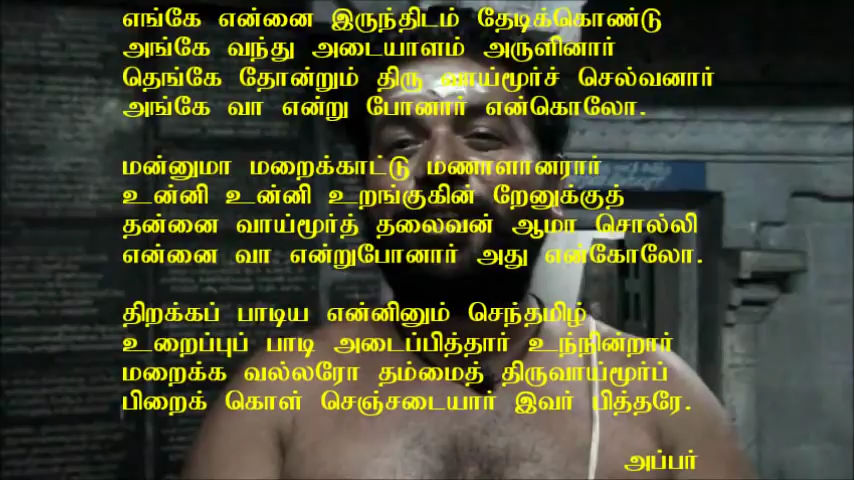 எங்கே என்னை இருந்திடம் தேடிக்கொண்டு
அங்கே வந்து அடையாளம் அருளினார்
தெங்கே தோன்றும் திரு வாய்மூர்ச் செல்வனார்
அங்கே வா என்று போனார் என்கொலோ.
மன்னுமா மறைக்காட்டு ம்ணாளானரார்
உன்னி உன்னி உறங்குகின் றேனுக்குத்
தன்னை வாய்மூர்த் தலைவன் ஆமா சொல்லி
என்னை வா என்றுபோனார் அது என்கோலோ.
திறக்கப் பாடிய என்னினும் செந்தமிழ்
உறைப்புப் பாடி அடைப்பித்தார் உந்நின்றார்
மறைக்க வல்லரோ தம்மைத் திருவாய்மூர்ப்
பிறைக் கொள் செஞ்சடையார் இவர் பித்தரே.
அப்பர்